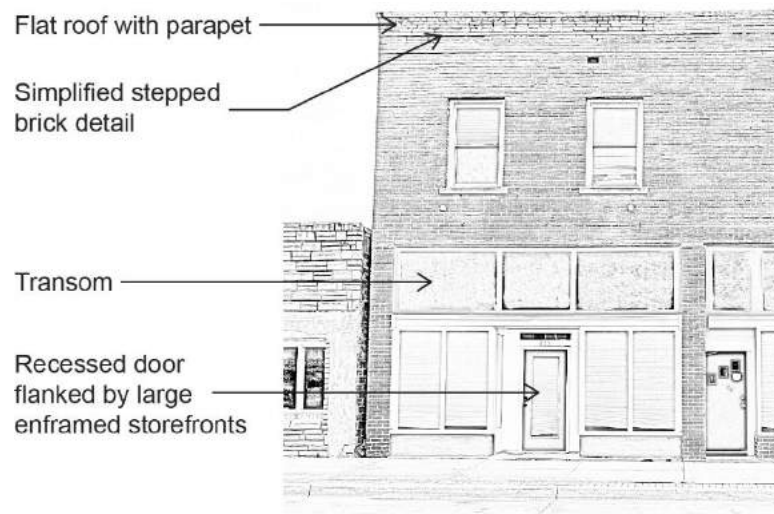 Flat roof with parapet
Simplified stepped
brick detail
Transom
Recessed door
flanked by large
enframed storefronts